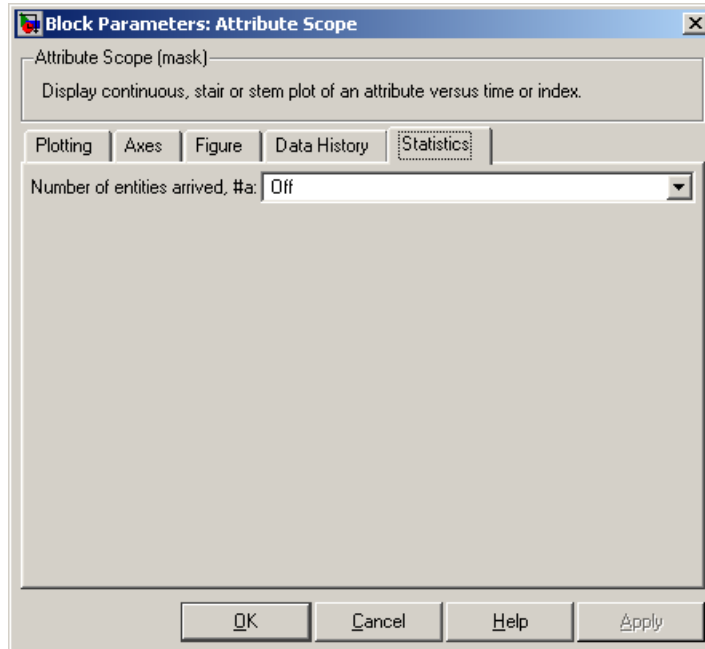 Block Parameters: Attribute Scope
Attribute Scope (mask)
Display continuous, stair or stem plot of an attribute versus time or index.
Plotting Axes Figure Data History Statistics
Number of entities arrived, #a: Off
OK Cancel Help Apply